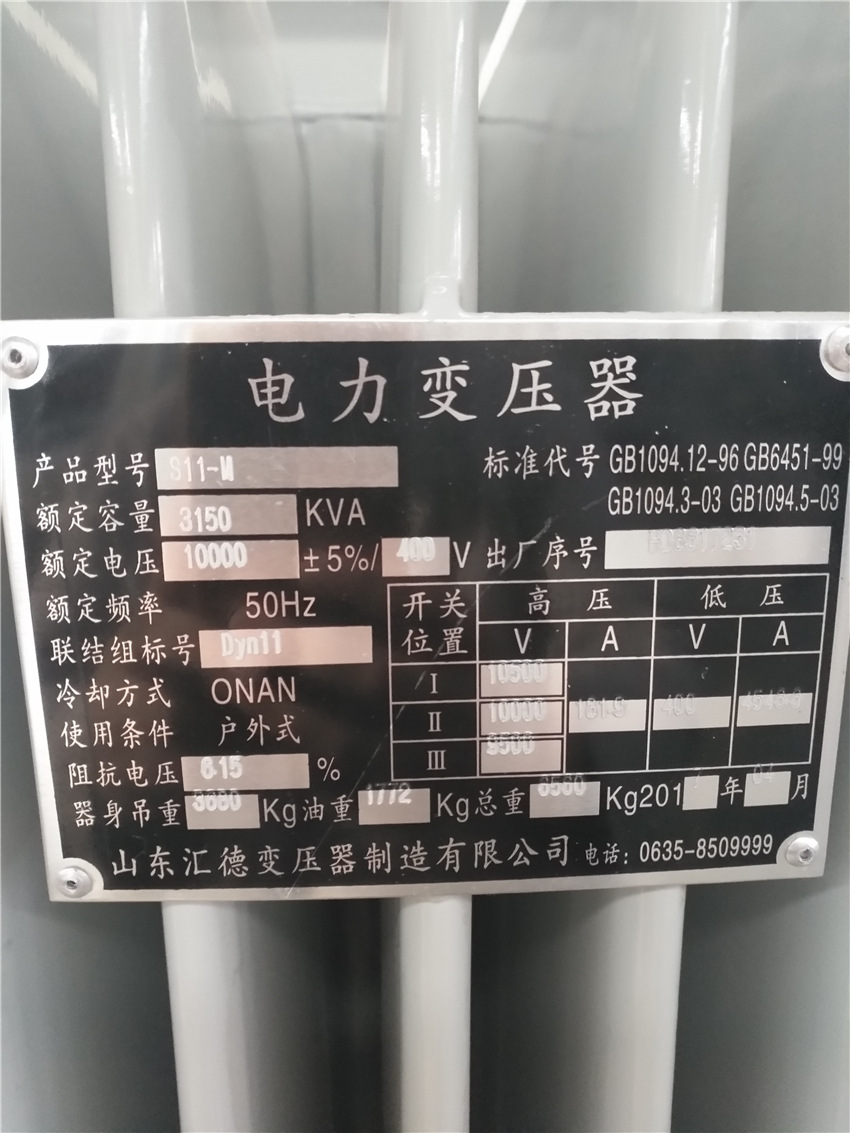 电力变压器
产品型号 S11-M 标准代号 GB1094.12-96 GB6451-99
额定容量 3150 KVA GB1094.3-03 GB1094.5-03
额定电压 10000 ±5%/ 400 V 出厂序号
额定频率 50Hz 开关位置 高压 低压
V A V A
联结组标号 Dyn11
冷却方式 ONAN Ⅰ 10500
使用条件 户外式 Ⅱ 10000 181.9 400
阻抗电压 6.15 % Ⅲ 9500
器身吊重 Kg 油重 1772 Kg 总重 6560 Kg 201 年 04 月
山东汇德变压器制造有限公司 电话：0635-8509999